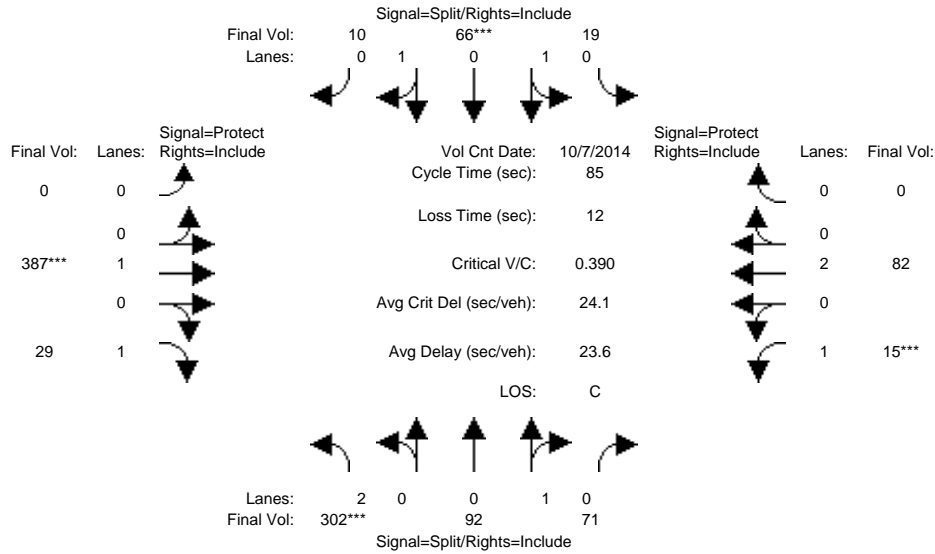 Signal=Split/Rights=Include
Final Vol: 10 66*** 19
Lanes: 0 1 0 1 0
Signal=Protect Signal=Protect
Final Vol: Lanes: Rights=Include Vol Cnt Date: 10/7/2014 Rights=Include Lanes: Final Vol:
Cycle Time (sec): 85
0 0 0 0
Loss Time (sec): 12
0 0
387*** 1 Critical V/C: 0.390 2 82
0 Avg Crit Del (sec/veh): 24.1 0
29 1 Avg Delay (sec/veh): 23.6 1 15***
LOS: C
Lanes: 2 0 0 1 0
Final Vol: 302*** 92 71
Signal=Split/Rights=Include